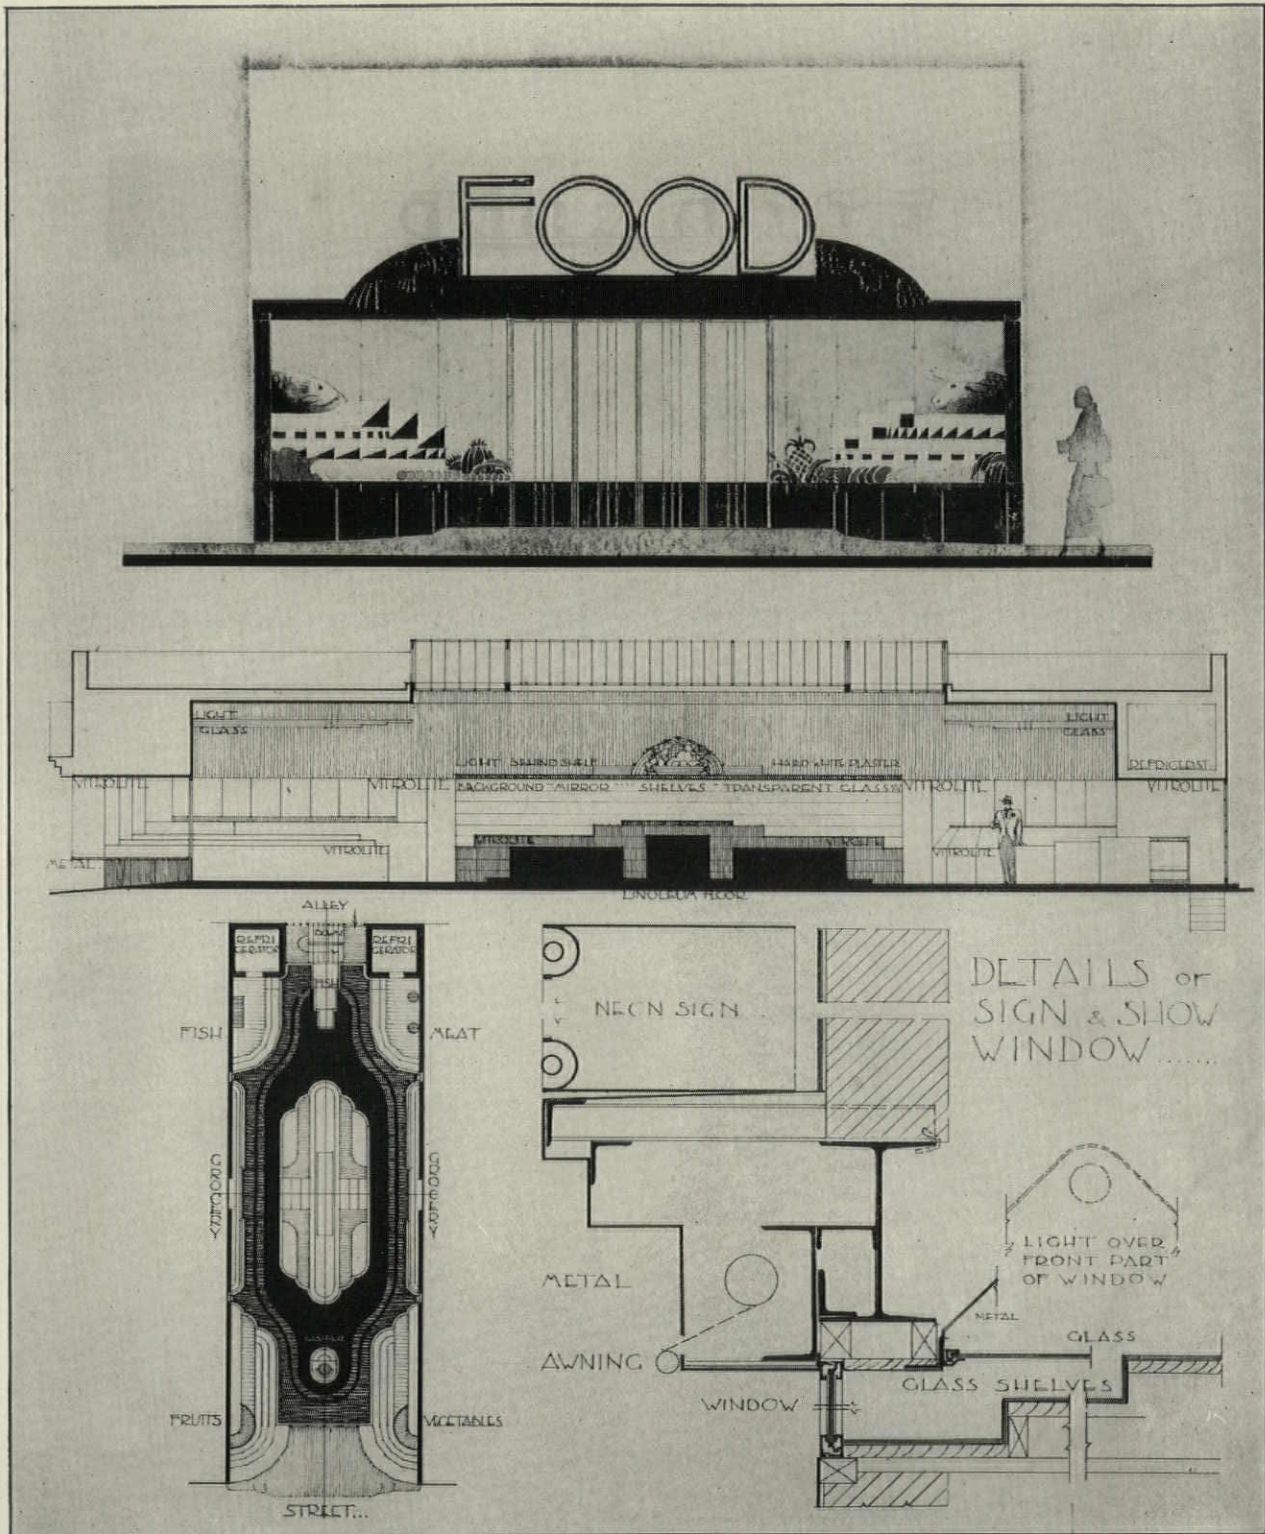 FOOD
LIGHT
GLASS
LIGHT
GLASS
LIGHT BEHIND SHELF
HARD WHITE PLASTER
REFRIGERAT.
VITROLITE
VITROLITE
BACKGROUND MIRROR
SHELVES TRANSPARENT GLASS
VITROLITE
VITROLITE
VITROLITE
VITROLITE
VITROLITE
VITROLITE
METAL
LINOLEUM FLOOR
ALLEY
REFRI
GERATOR
DOWN
REFRI
GERATOR
FISH
FISH
MEAT
GROCERY
GROCERY
CASHIER
FRUITS
VEGETABLES
STREET...
NEON SIGN
DETAILS OF
SIGN & SHOW
WINDOW.......
LIGHT OVER
FRONT PART
OF WINDOW
METAL
METAL
GLASS
AWNING
GLASS SHELVES
WINDOW